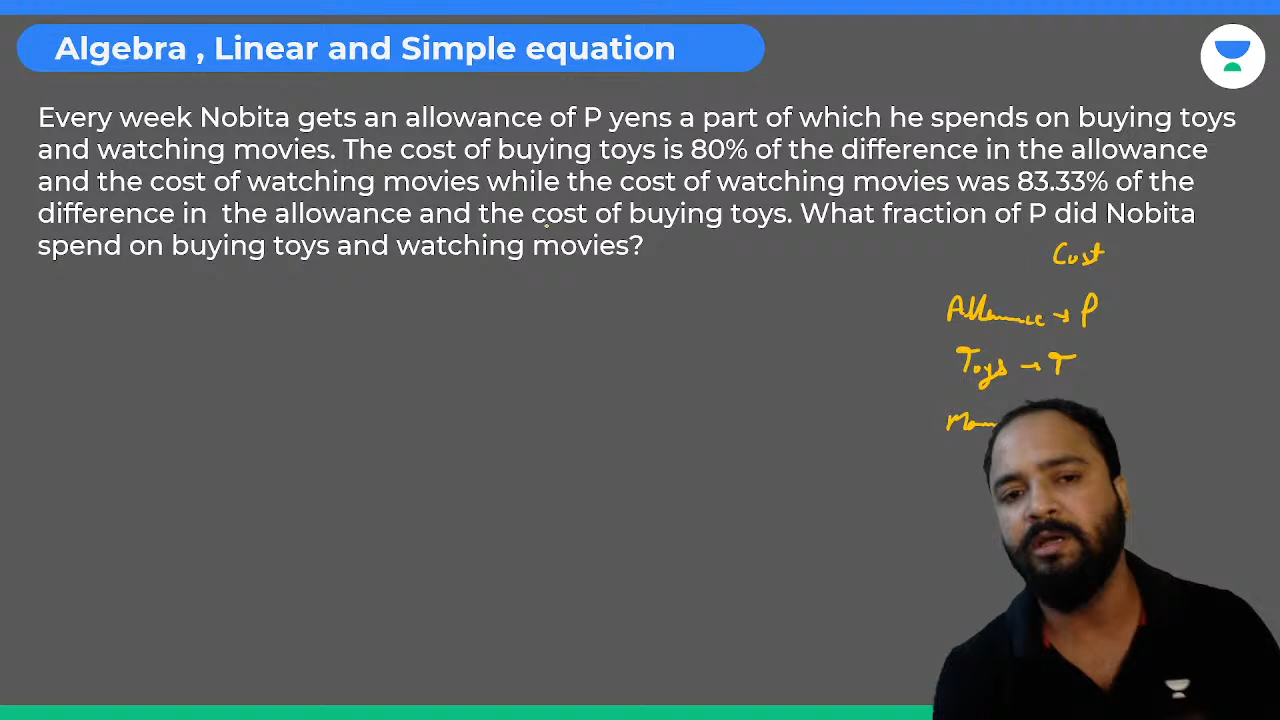 Algebra , Linear and Simple equation
Every week Nobita gets an allowance of P yens a part of which he spends on buying toys
and watching movies. The cost of buying toys is 80% of the difference in the allowance
and the cost of watching movies while the cost of watching movies was 83.33% of the
difference in the allowance and the cost of buying toys. What fraction of P did Nobita
spend on buying toys and watching movies?
Cost
Allowance → P
Toys → T